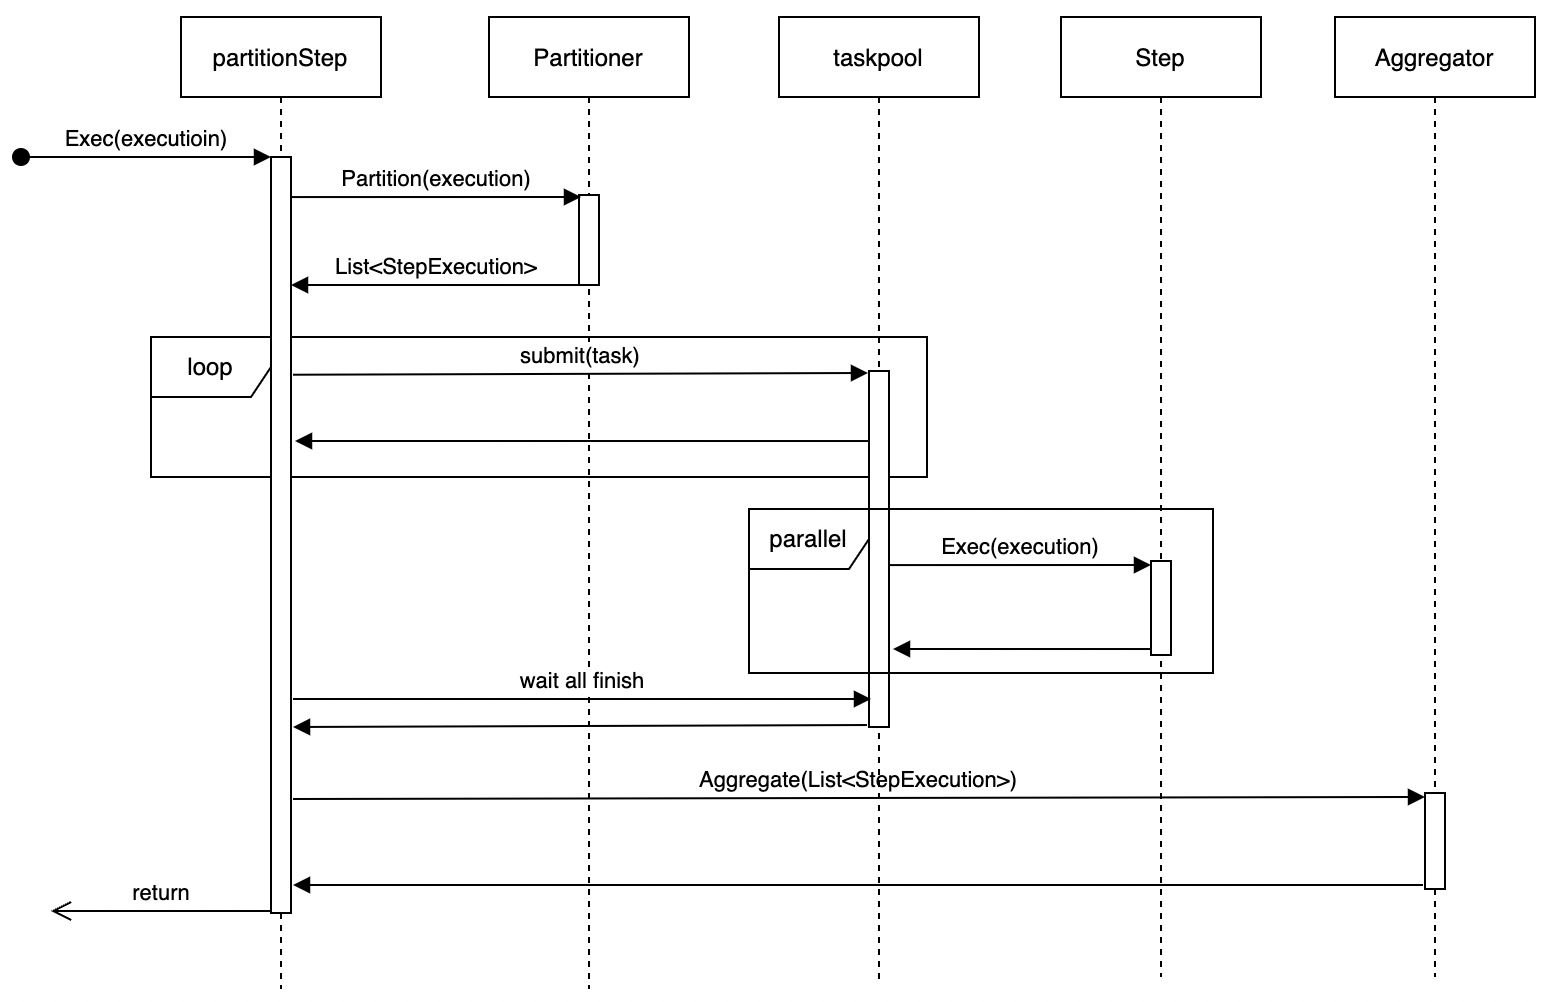 partitionStep
Partitioner
taskpool
Step
Aggregator
Exec(executioin)
Partition(execution)
List<StepExecution>
loop
submit(task)
parallel
Exec(execution)
wait all finish
Aggregate(List<StepExecution>)
return